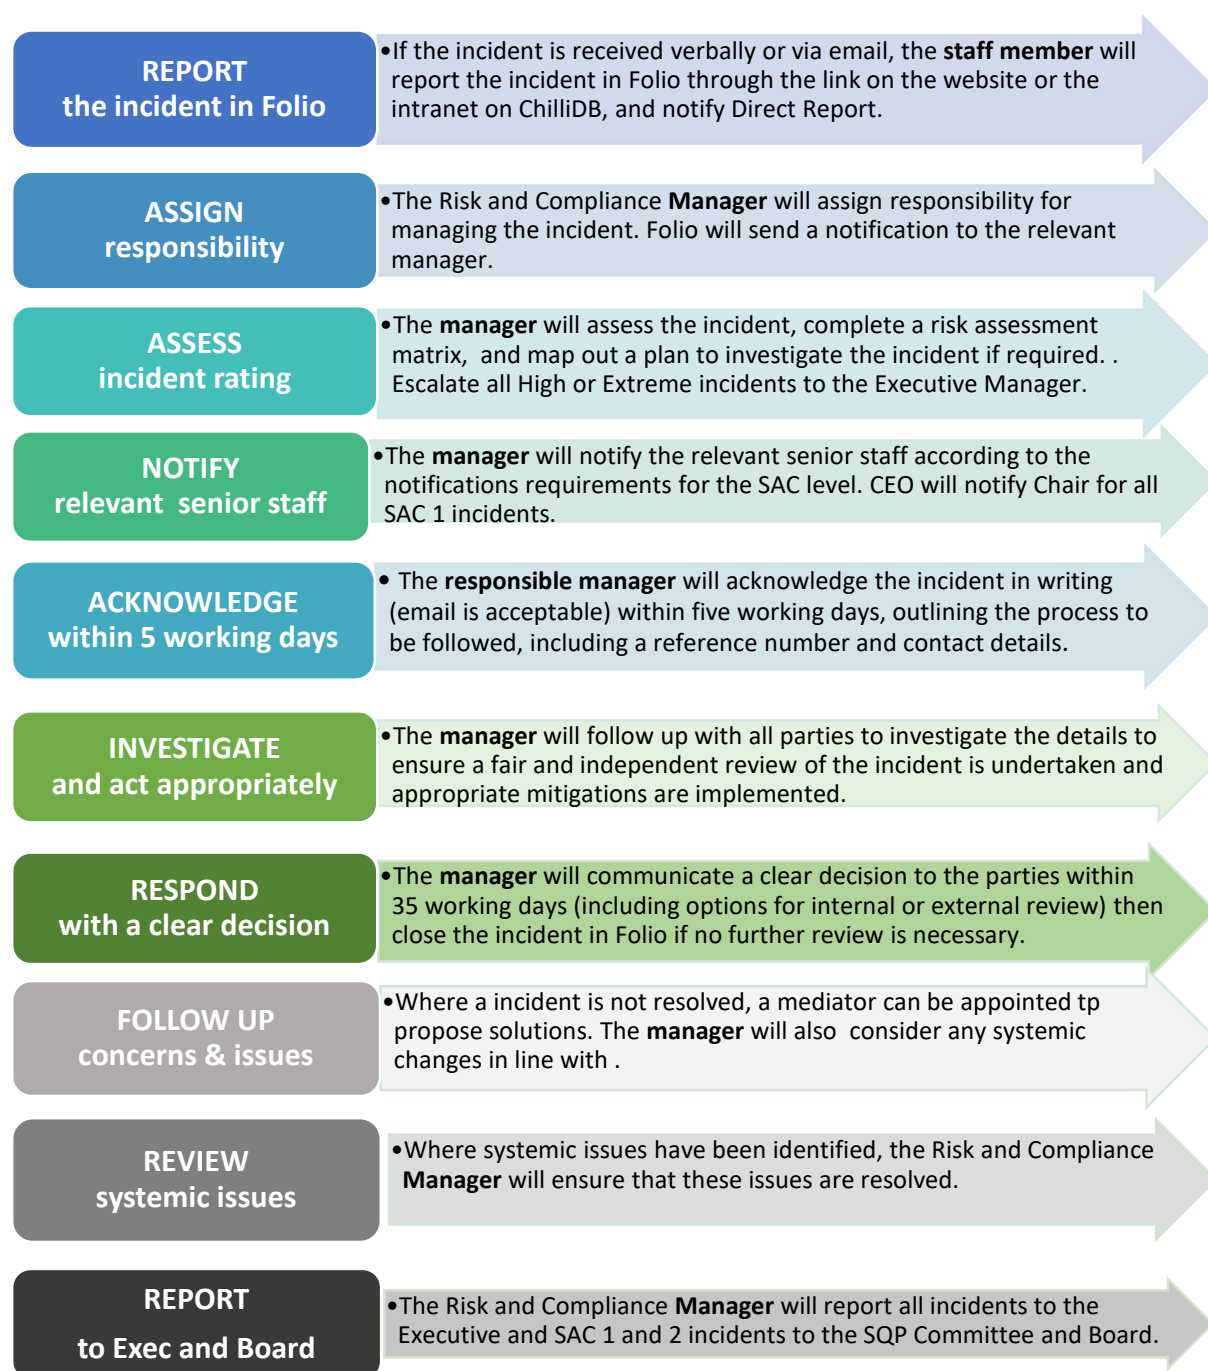 REPORT
the incident in Folio
•If the incident is received verbally or via email, the staff member will
report the incident in Folio through the link on the website or the
intranet on ChilliDB, and notify Direct Report.
ASSIGN
responsibility
•The Risk and Compliance Manager will assign responsibility for
managing the incident. Folio will send a notification to the relevant
manager.
ASSESS
incident rating
•The manager will assess the incident, complete a risk assessment
matrix,  and map out a plan to investigate the incident if required. .
Escalate all High or Extreme incidents to the Executive Manager.
NOTIFY
relevant  senior staff
•The manager will notify the relevant senior staff according to the
notifications requirements for the SAC level. CEO will notify Chair for all
SAC 1 incidents.
ACKNOWLEDGE
within 5 working days
• The responsible manager will acknowledge the incident in writing
(email is acceptable) within five working days, outlining the process to
be followed, including a reference number and contact details.
INVESTIGATE
and act appropriately
•The manager will follow up with all parties to investigate the details to
ensure a fair and independent review of the incident is undertaken and
appropriate mitigations are implemented.
RESPOND
with a clear decision
•The manager will communicate a clear decision to the parties within
35 working days (including options for internal or external review) then
close the incident in Folio if no further review is necessary.
FOLLOW UP
concerns & issues
•Where a incident is not resolved, a mediator can be appointed tp
propose solutions. The manager will also  consider any systemic
changes in line with .
REVIEW
systemic issues
•Where systemic issues have been identified, the Risk and Compliance
Manager will ensure that these issues are resolved.
REPORT
to Exec and Board
•The Risk and Compliance Manager will report all incidents to the
Executive and SAC 1 and 2 incidents to the SQP Committee and Board.